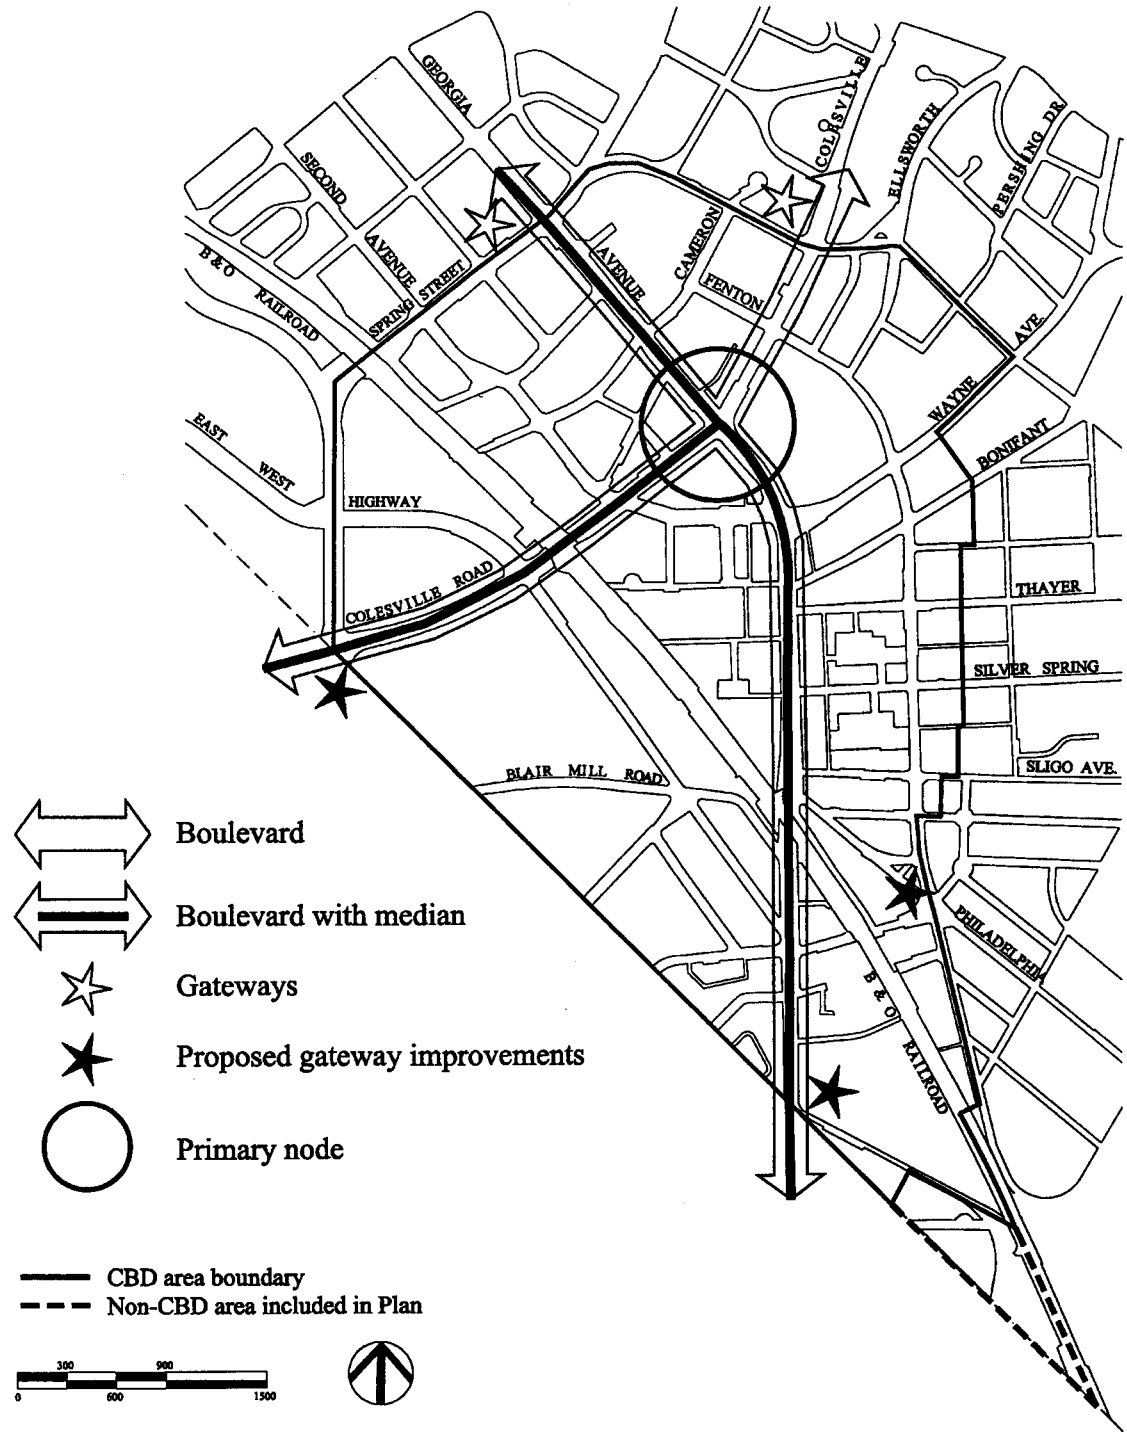 GEORGIA
COLESVILLE
ELLSWORTH
PERSHING DR.
SECOND
AVENUE
SPRING STREET
B & O
RAILROAD
AVENUE
CAMERON
FENTON
WAYNE
AVE.
BONIFANT
EAST
WEST
HIGHWAY
COLESVILLE ROAD
THAYER
SILVER SPRING
SLIGO AVE.
BLAIR MILL ROAD
PHILADELPHIA
B & O
RAILROAD
Boulevard
Boulevard with median
Gateways
Proposed gateway improvements
Primary node
CBD area boundary
Non-CBD area included in Plan
300 900
0 600 1500